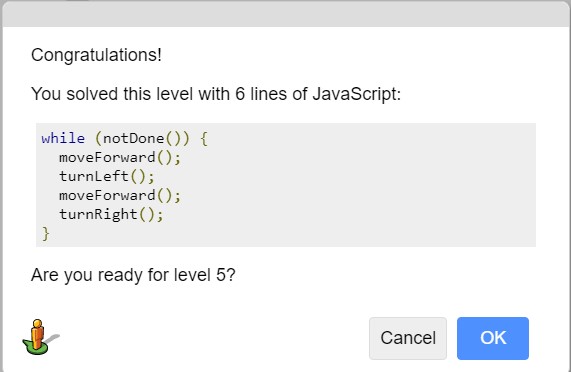 Congratulations!
You solved this level with 6 lines of JavaScript:
while (notDone()) {
  moveForward();
  turnLeft();
  moveForward();
  turnRight();
}
Are you ready for level 5?
Cancel
OK